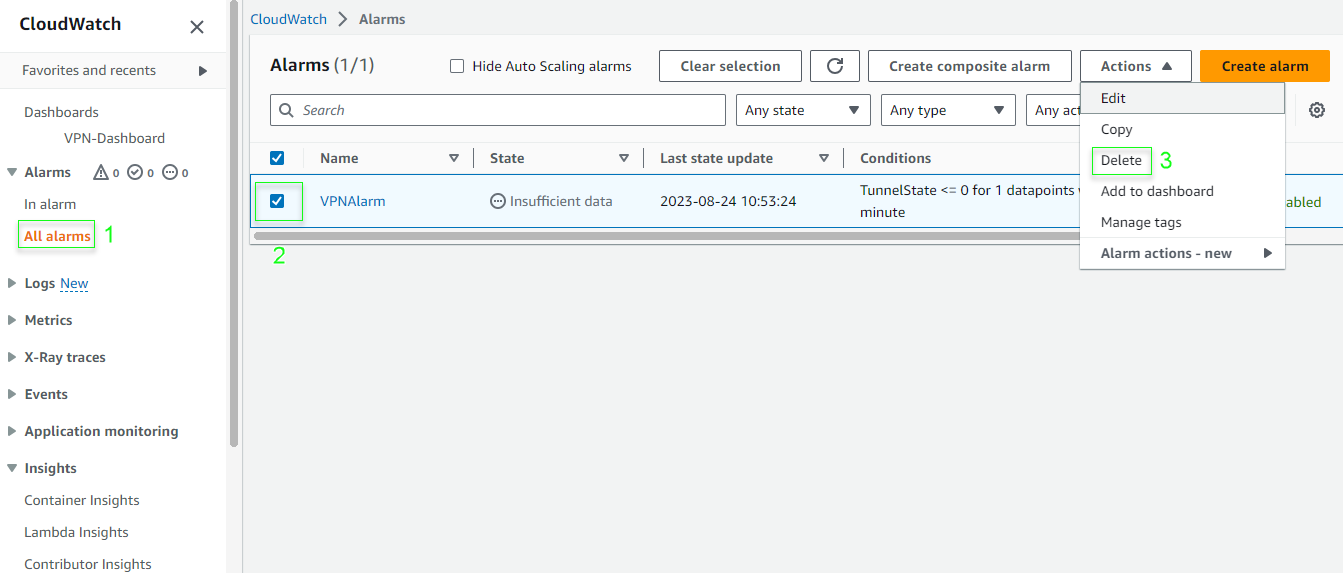 CloudWatch
Favorites and recents
Dashboards
VPN-Dashboard
Alarms 0 0 0
In alarm
All alarms 1
Logs New
Metrics
X-Ray traces
Events
Application monitoring
Insights
Container Insights
Lambda Insights
Contributor Insights
CloudWatch > Alarms
Alarms (1/1)
Hide Auto Scaling alarms
Clear selection
Create composite alarm
Actions
Create alarm
Search
Any state
Any type
Any
Edit
Copy
Delete 3
Add to dashboard
Manage tags
Alarm actions - new
Name State Last state update Conditions
VPNAlarm Insufficient data 2023-08-24 10:53:24 TunnelState <= 0 for 1 datapoints
minute
abled
2